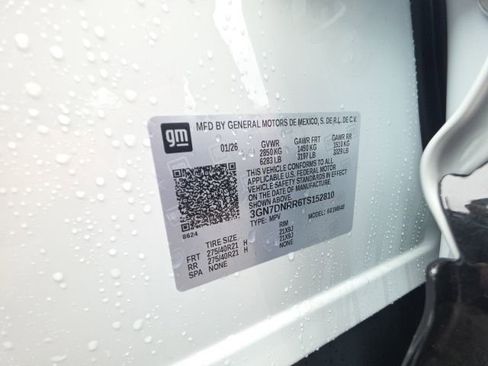 gm
MFD BY GENERAL MOTORS DE MEXICO, S. DE R.L. DE C.V.
01/26 GVWR GAWR FRT GAWR RR
2850 KG 1450 KG 1510 KG
6283 LB 3197 LB 3329 LB
THIS VEHICLE CONFORMS TO ALL
APPLICABLE U.S. FEDERAL MOTOR
VEHICLE SAFETY STANDARDS IN EFFECT
ON THE DATE OF MANUFACTURE
SHOWN ABOVE.
3GN7DNRR6TS152810
TYPE: MPV MODEL:
8624
TIRE SIZE RIM
FRT 275/40R21 H 21X9J
RR 275/40R21 H 21X9J
SPA NONE NONE